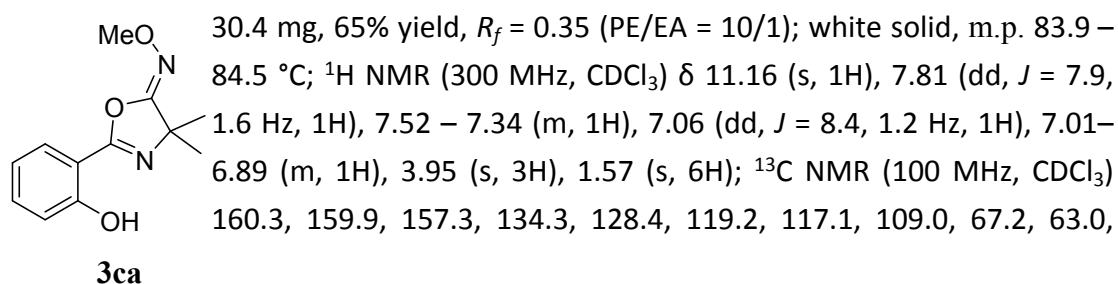 MeO
N
O
N
OH
3ca
30.4 mg, 65% yield, Rf = 0.35 (PE/EA = 10/1); white solid, m.p. 83.9 –
84.5 °C; ¹H NMR (300 MHz, CDCl₃) δ 11.16 (s, 1H), 7.81 (dd, J = 7.9,
1.6 Hz, 1H), 7.52 – 7.34 (m, 1H), 7.06 (dd, J = 8.4, 1.2 Hz, 1H), 7.01–
6.89 (m, 1H), 3.95 (s, 3H), 1.57 (s, 6H); ¹³C NMR (100 MHz, CDCl₃)
160.3, 159.9, 157.3, 134.3, 128.4, 119.2, 117.1, 109.0, 67.2, 63.0,